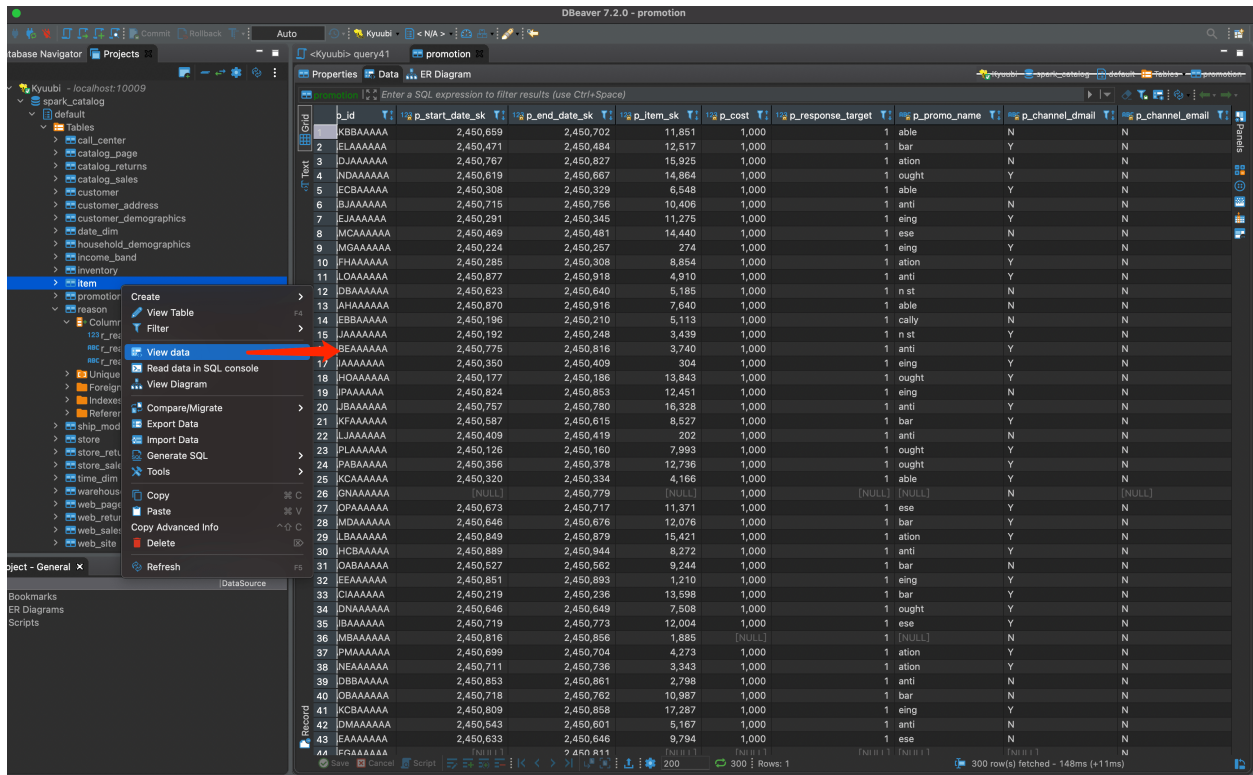 DBeaver 7.2.0 - promotion
Commit Rollback Auto Kyuubi < N/A >
tabase Navigator Projects
<Kyuubi> query41 promotion
Properties Data ER Diagram
Kyuubi spark_catalog default Tables promotion
promotion Enter a SQL expression to filter results (use Ctrl+Space)
Kyuubi - localhost:10009
spark_catalog
default
Tables
call_center
catalog_page
catalog_returns
catalog_sales
customer
customer_address
customer_demographics
date_dim
household_demographics
income_band
inventory
item
promotion
reason
Column
123 r_rea
ABC r_rea
ABC r_rea
Unique
Foreign
Indexes
Referen
ship_mod
store
store_retu
store_sale
time_dim
warehous
web_page
web_retur
web_sales
web_site
Create
View Table F4
Filter
View data
Read data in SQL console
View Diagram
Compare/Migrate
Export Data
Import Data
Generate SQL
Tools
Copy ⌘ C
Paste ⌘ V
Copy Advanced Info ^⇧ C
Delete
Refresh F5
oject - General
DataSource
Bookmarks
ER Diagrams
Scripts
Grid
Text
Record
Panels
p_id p_start_date_sk p_end_date_sk p_item_sk p_cost p_response_target p_promo_name p_channel_dmail p_channel_email
1 KBBAAAAA 2,450,659 2,450,702 11,851 1,000 1 able N N
2 ELAAAAAA 2,450,471 2,450,484 12,517 1,000 1 bar Y N
3 DJAAAAAA 2,450,767 2,450,827 15,925 1,000 1 ation N N
4 NDAAAAAA 2,450,619 2,450,667 14,864 1,000 1 ought Y N
5 ECBAAAAA 2,450,308 2,450,329 6,548 1,000 1 able N N
6 BJAAAAAA 2,450,715 2,450,756 10,406 1,000 1 anti N N
7 EJAAAAAA 2,450,291 2,450,345 11,275 1,000 1 eing Y N
8 MCAAAAAA 2,450,469 2,450,481 14,440 1,000 1 ese N N
9 MGAAAAAA 2,450,224 2,450,257 274 1,000 1 eing Y N
10 FHAAAAAA 2,450,285 2,450,308 8,854 1,000 1 ation Y N
11 LOAAAAAA 2,450,877 2,450,918 4,910 1,000 1 anti Y N
12 DBAAAAAA 2,450,623 2,450,640 5,185 1,000 1 n st N N
13 AHAAAAAA 2,450,870 2,450,916 7,640 1,000 1 able N N
14 EBBAAAAA 2,450,196 2,450,210 5,113 1,000 1 cally N N
15 JAAAAAA 2,450,192 2,450,248 3,439 1,000 1 n st Y N
BEAAAAAA 2,450,775 2,450,816 3,740 1,000 1 anti Y N
17 IAAAAAA 2,450,350 2,450,409 304 1,000 1 eing Y N
18 HOAAAAAA 2,450,177 2,450,186 13,843 1,000 1 ought Y N
19 IPAAAAAA 2,450,824 2,450,853 12,451 1,000 1 eing Y N
20 JBAAAAAA 2,450,757 2,450,780 16,328 1,000 1 anti Y N
21 KFAAAAAA 2,450,587 2,450,615 8,527 1,000 1 bar Y N
22 LJAAAAAA 2,450,409 2,450,419 202 1,000 1 anti N N
23 PLAAAAAA 2,450,126 2,450,160 7,993 1,000 1 ought Y N
24 PABAAAAA 2,450,356 2,450,378 12,736 1,000 1 ought Y N
25 KCAAAAAA 2,450,320 2,450,334 4,166 1,000 1 able Y N
26 GNAAAAAA [NULL] 2,450,779 [NULL] 1,000 [NULL] [NULL] N [NULL]
27 OPAAAAAA 2,450,673 2,450,717 11,371 1,000 1 ese Y N
28 MDAAAAAA 2,450,646 2,450,676 12,076 1,000 1 bar Y N
29 LBAAAAAA 2,450,849 2,450,879 15,421 1,000 1 ation Y N
30 HCBAAAAA 2,450,889 2,450,944 8,272 1,000 1 anti Y N
31 OABAAAAA 2,450,527 2,450,562 9,244 1,000 1 bar N N
32 EEAAAAAA 2,450,851 2,450,893 1,210 1,000 1 eing Y N
33 CIAAAAAA 2,450,219 2,450,236 13,598 1,000 1 bar Y N
34 DNAAAAAA 2,450,646 2,450,649 7,508 1,000 1 ought Y N
35 IBAAAAAA 2,450,719 2,450,773 12,004 1,000 1 ese Y N
36 MBAAAAAA 2,450,816 2,450,856 1,885 [NULL] 1 [NULL] N N
37 PMAAAAAA 2,450,699 2,450,704 4,273 1,000 1 ation Y N
38 NEAAAAAA 2,450,711 2,450,736 3,343 1,000 1 ation Y N
39 DBBAAAAA 2,450,853 2,450,861 2,798 1,000 1 anti N N
40 OBAAAAAA 2,450,718 2,450,762 10,987 1,000 1 bar N N
41 KCBAAAAA 2,450,809 2,450,858 17,287 1,000 1 eing Y N
42 DMAAAAAA 2,450,543 2,450,601 5,167 1,000 1 anti N N
43 EAAAAAAA 2,450,633 2,450,646 9,794 1,000 1 ese N N
44 EGAAAAAA [NULL] 2,450,811 [NULL] [NULL] [NULL] [NULL] [NULL] N
Save Cancel Script 200 300 Rows: 1 300 row(s) fetched - 148ms (+11ms)